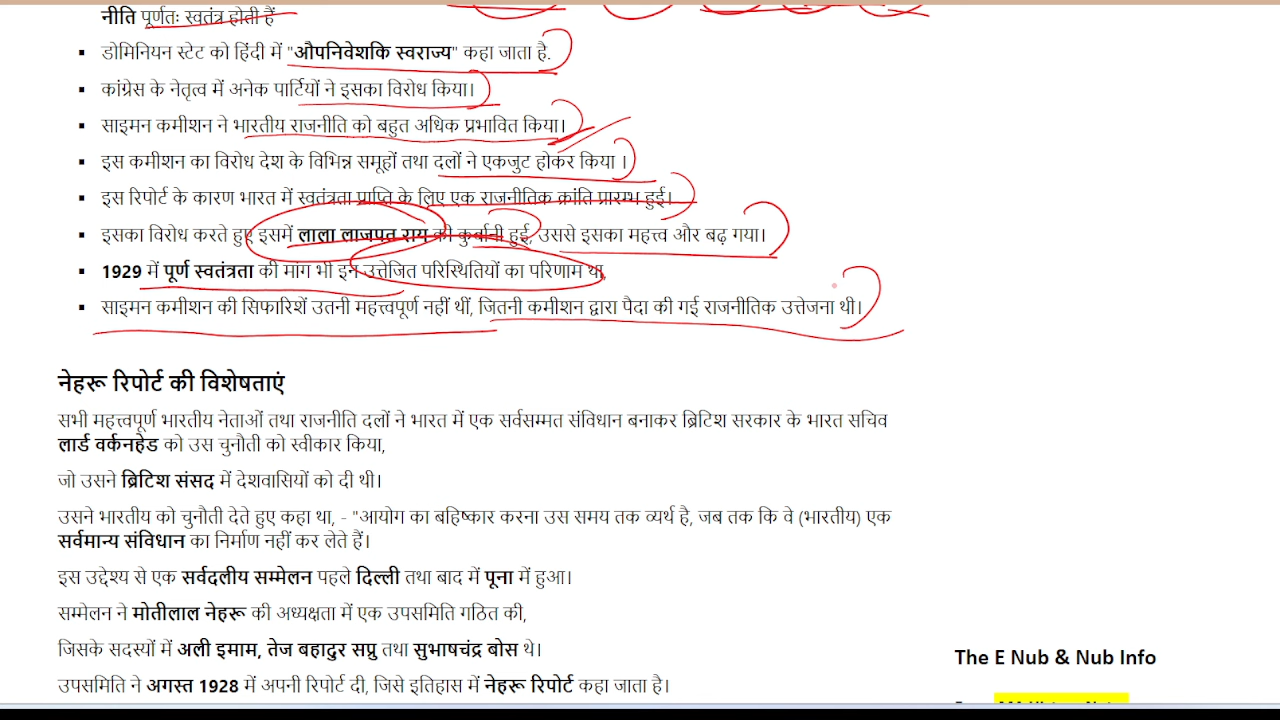 नीति पूर्णतः स्वतंत्र होती हैं
▪ डोमिनियन स्टेट को हिंदी में "औपनिवेशकि स्वराज्य" कहा जाता है.
▪ कांग्रेस के नेतृत्व में अनेक पार्टियों ने इसका विरोध किया।
▪ साइमन कमीशन ने भारतीय राजनीति को बहुत अधिक प्रभावित किया।
▪ इस कमीशन का विरोध देश के विभिन्न समूहों तथा दलों ने एकजुट होकर किया ।
▪ इस रिपोर्ट के कारण भारत में स्वतंत्रता प्राप्ति के लिए एक राजनीतिक क्रांति प्रारम्भ हुई।
▪ इसका विरोध करते हुए इसमें लाला लाजपत राय की कुर्बानी हुई, उससे इसका महत्त्व और बढ़ गया।
▪ 1929 में पूर्ण स्वतंत्रता की मांग भी इन उत्तेजित परिस्थितियों का परिणाम था,
▪ साइमन कमीशन की सिफारिशें उतनी महत्त्वपूर्ण नहीं थीं, जितनी कमीशन द्वारा पैदा की गई राजनीतिक उत्तेजना थी।
नेहरू रिपोर्ट की विशेषताएं
सभी महत्त्वपूर्ण भारतीय नेताओं तथा राजनीति दलों ने भारत में एक सर्वसम्मत संविधान बनाकर ब्रिटिश सरकार के भारत सचिव
लार्ड वर्कनहेड को उस चुनौती को स्वीकार किया,
जो उसने ब्रिटिश संसद में देशवासियों को दी थी।
उसने भारतीय को चुनौती देते हुए कहा था, - "आयोग का बहिष्कार करना उस समय तक व्यर्थ है, जब तक कि वे (भारतीय) एक
सर्वमान्य संविधान का निर्माण नहीं कर लेते हैं।
इस उद्देश्य से एक सर्वदलीय सम्मेलन पहले दिल्ली तथा बाद में पूना में हुआ।
सम्मेलन ने मोतीलाल नेहरू की अध्यक्षता में एक उपसमिति गठित की,
जिसके सदस्यों में अली इमाम, तेज बहादुर सप्रु तथा सुभाषचंद्र बोस थे।
The E Nub & Nub Info
उपसमिति ने अगस्त 1928 में अपनी रिपोर्ट दी, जिसे इतिहास में नेहरू रिपोर्ट कहा जाता है।